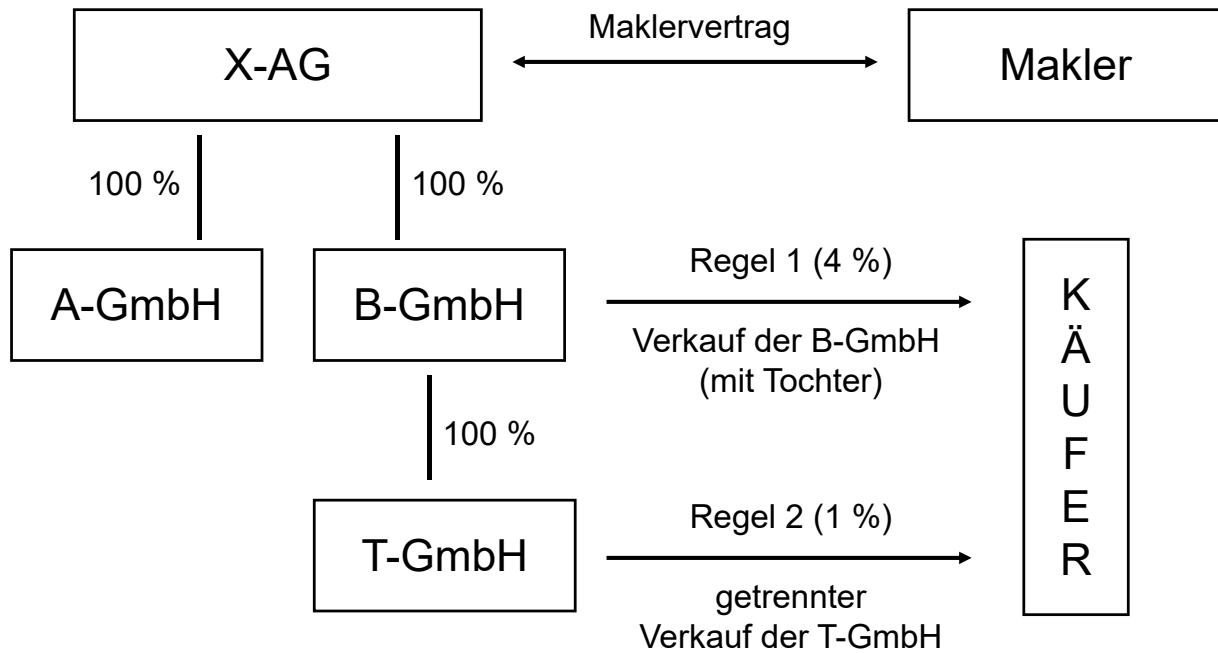 Maklervertrag
X-AG
Makler
100 %
100 %
A-GmbH
B-GmbH
Regel 1 (4 %)
Verkauf der B-GmbH
(mit Tochter)
100 %
T-GmbH
Regel 2 (1 %)
getrennter
Verkauf der T-GmbH
K
Ä
U
F
E
R